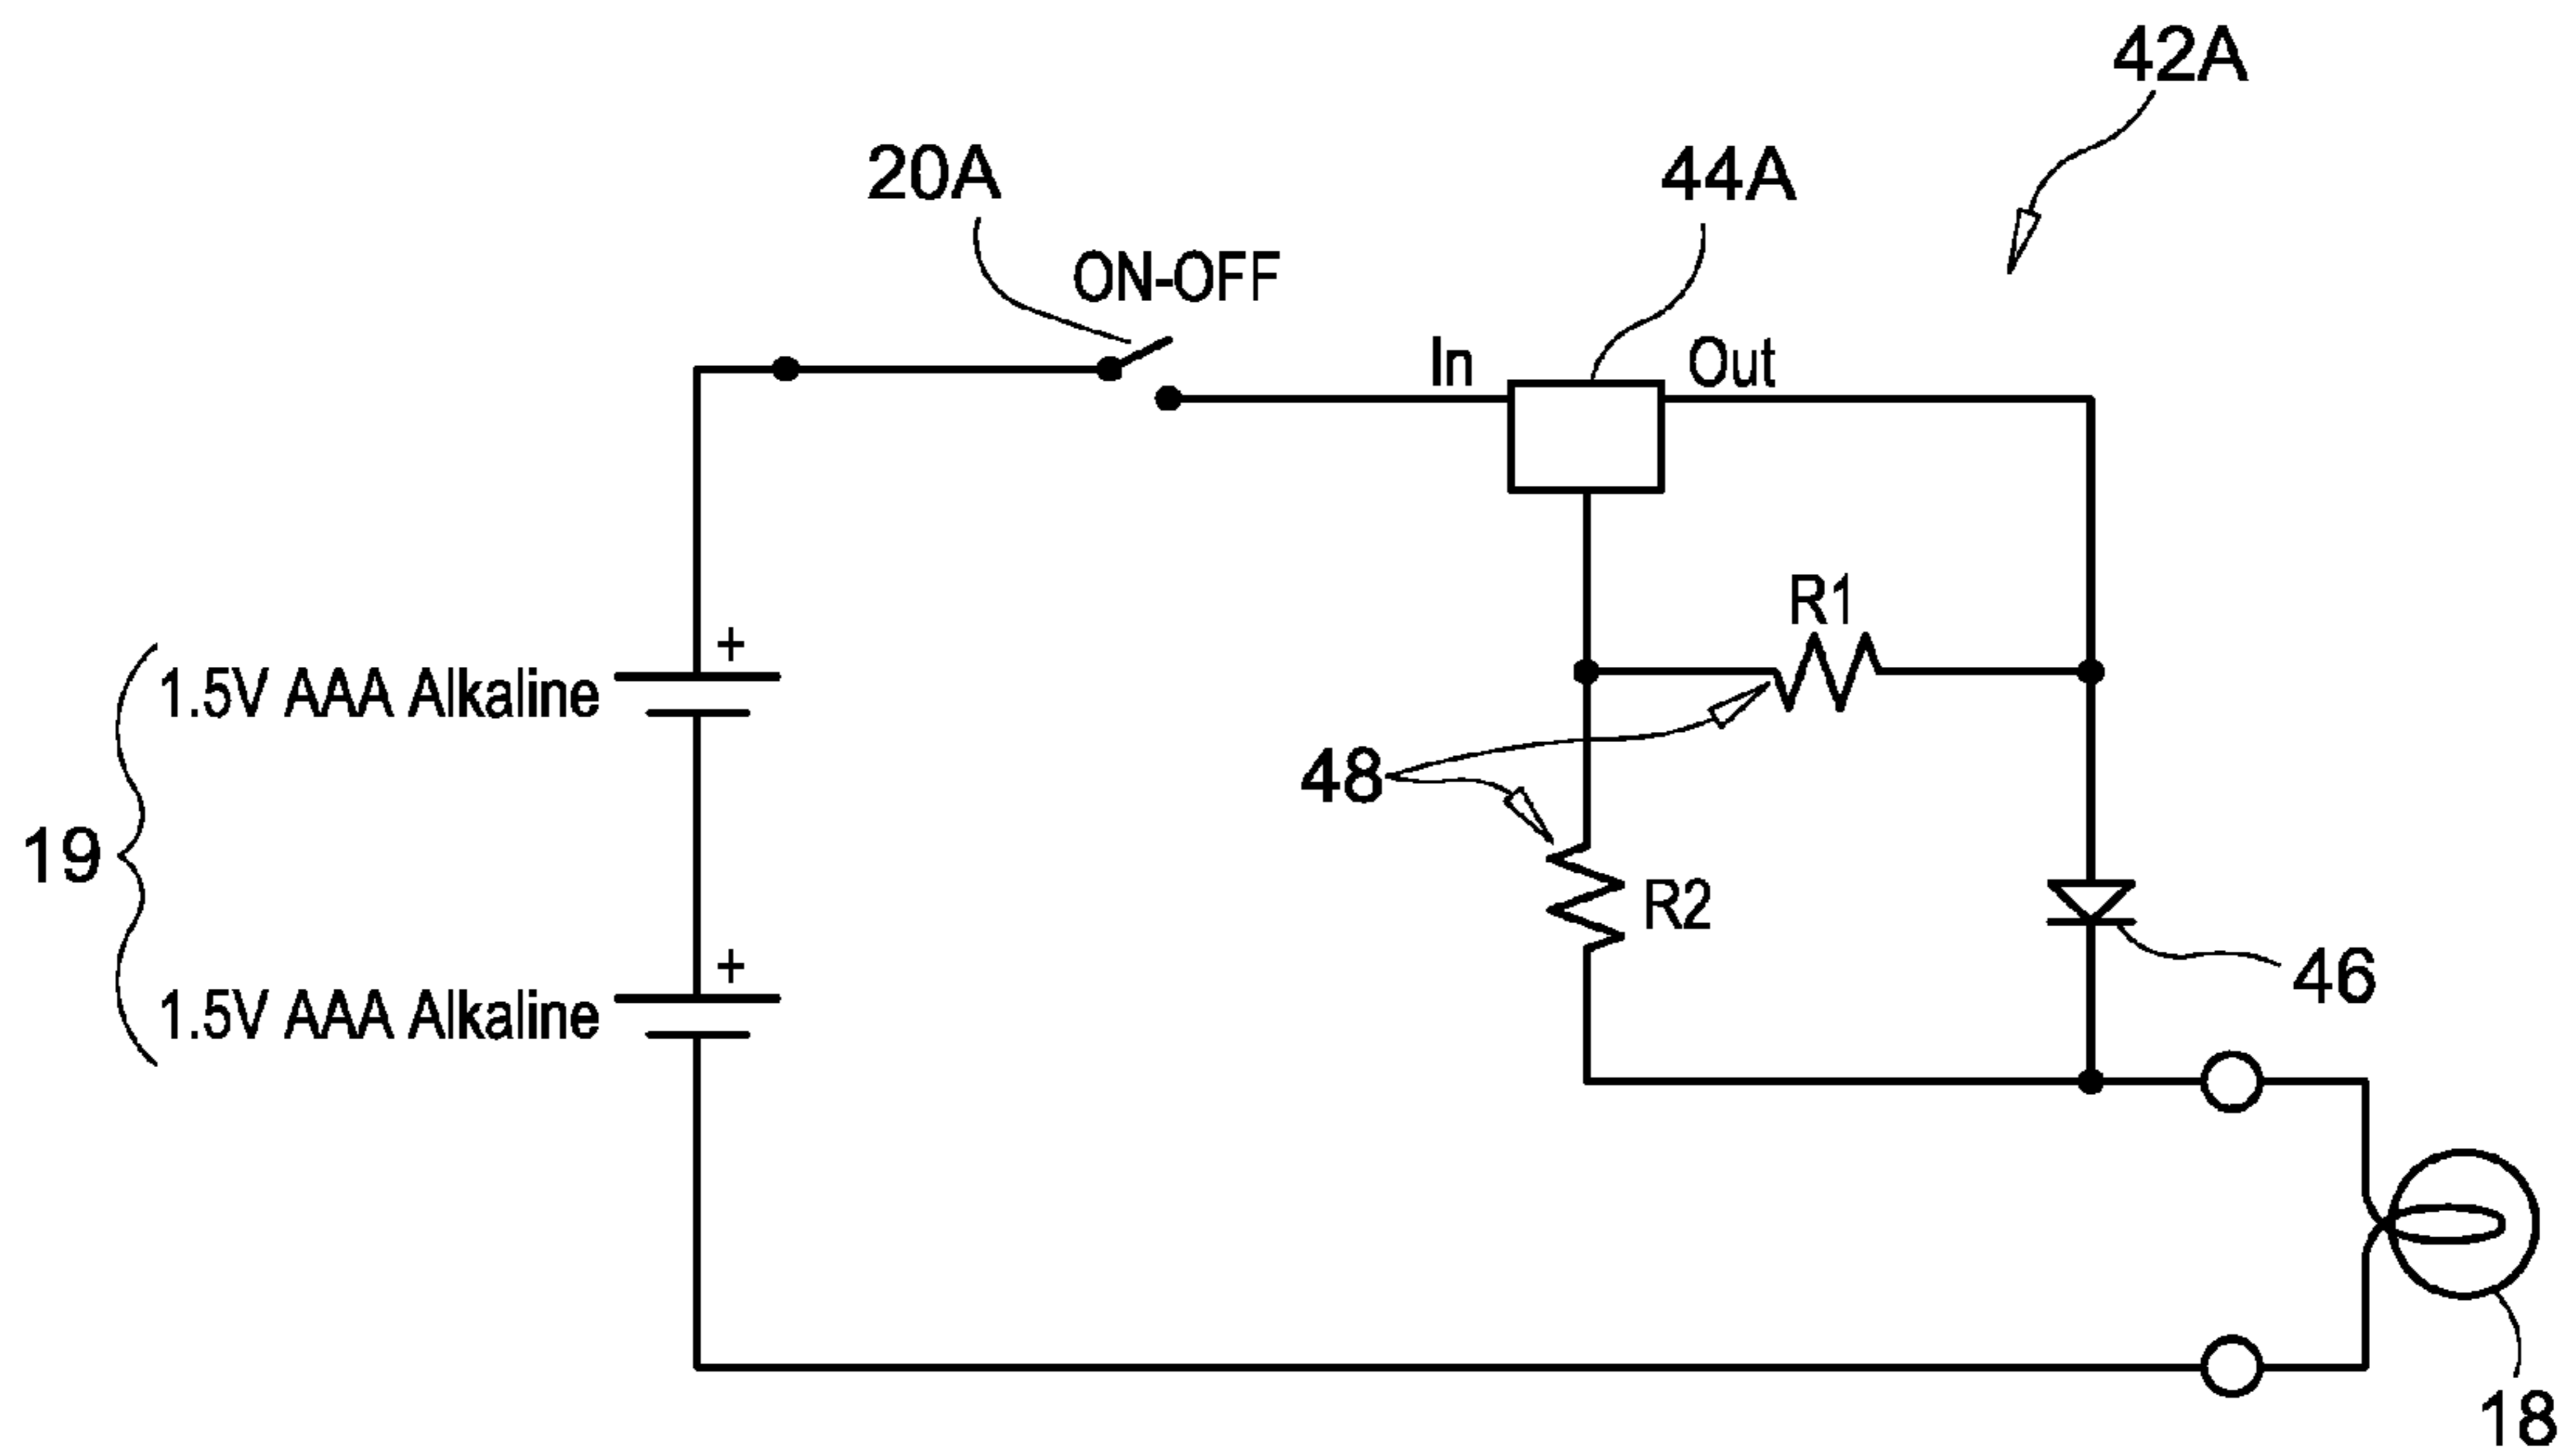 42A
20A
44A
ON-OFF
In
Out
R1
+
1.5V AAA Alkaline
48
19
R2
+
1.5V AAA Alkaline
46
18